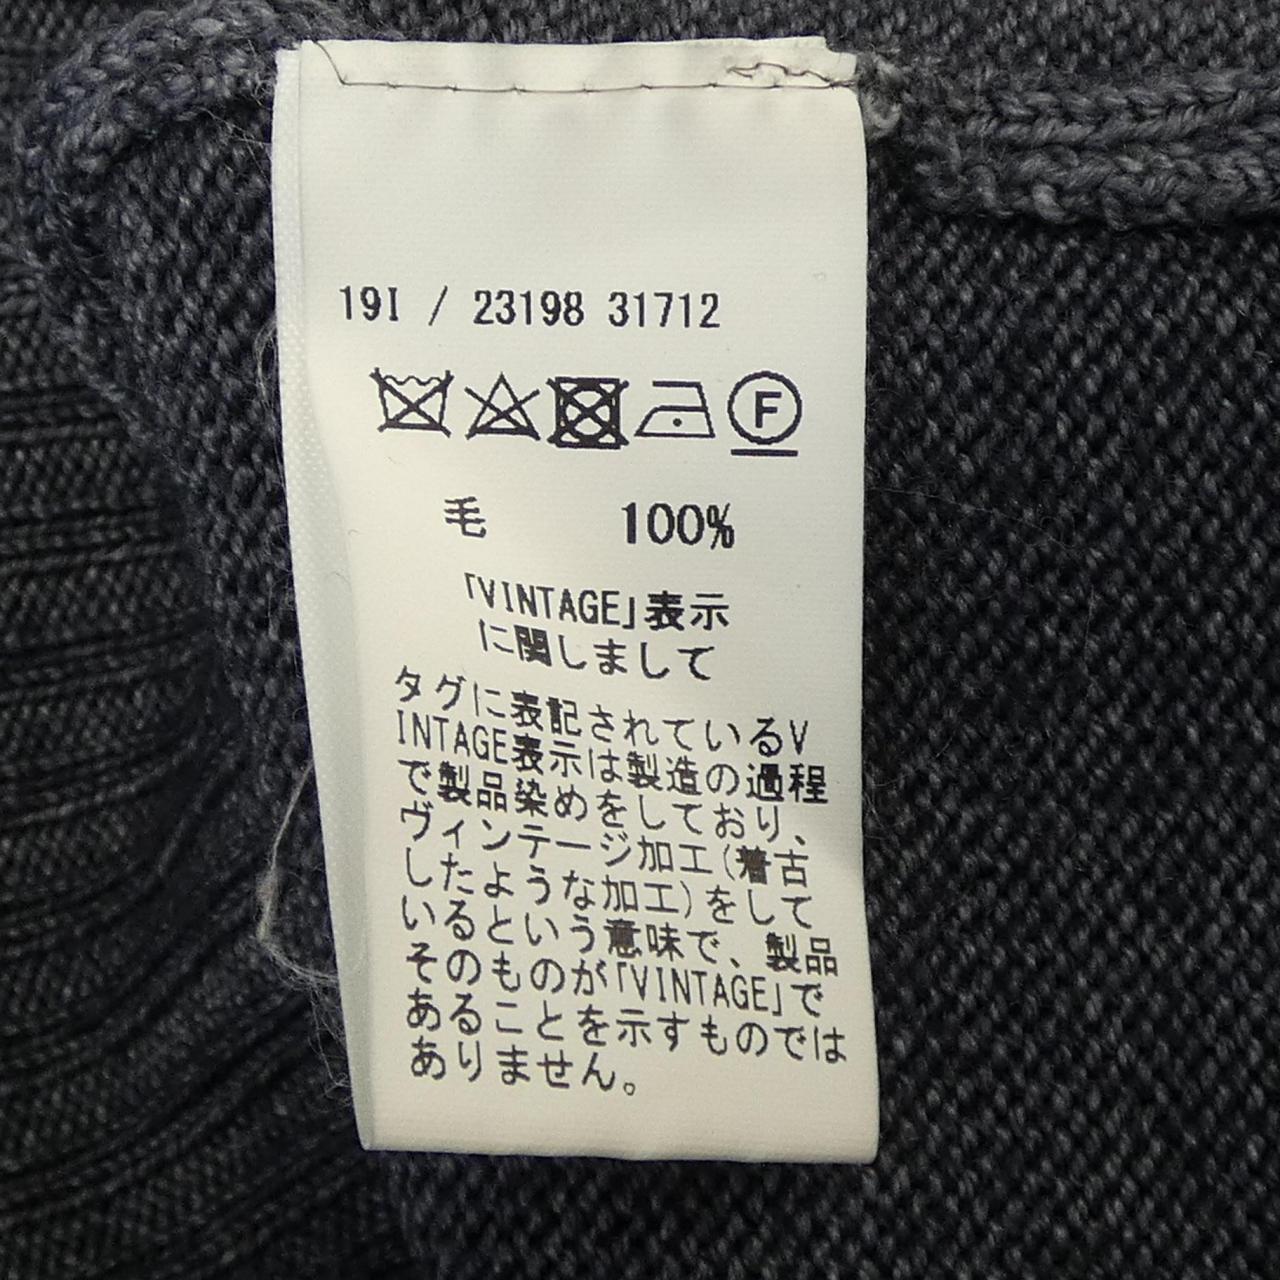 19I / 23198 31712
F
毛 100%
「VINTAGE」表示
に関しまして
タグに表記されているV
INTAGE表示は製造の過程
で製品染めをしており、
ヴィンテージ加工(着古
したような加工)をして
いるという意味で、製品
そのものが「VINTAGE」で
あることを示すものでは
ありません。